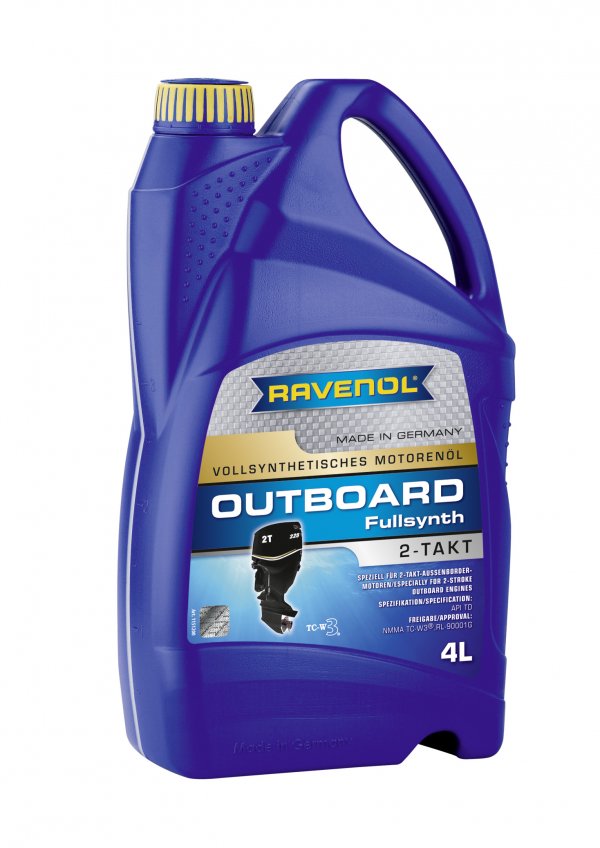 RAVENOL®
MADE IN GERMANY
VOLLSYNTHETISCHES MOTORENÖL
OUTBOARD
Fullsynth
2-TAKT
2T
225
SPEZIELL FÜR 2-TAKT-AUSSENBORDER-
MOTOREN/ESPECIALLY FOR 2-STROKE
OUTBOARD ENGINES
SPEZIFIKATION/SPECIFICATION:
API TD
FREIGABE/APPROVAL:
NMMA TC-W3®,RL-90001G
TC-W3®
4L
Made in Germany